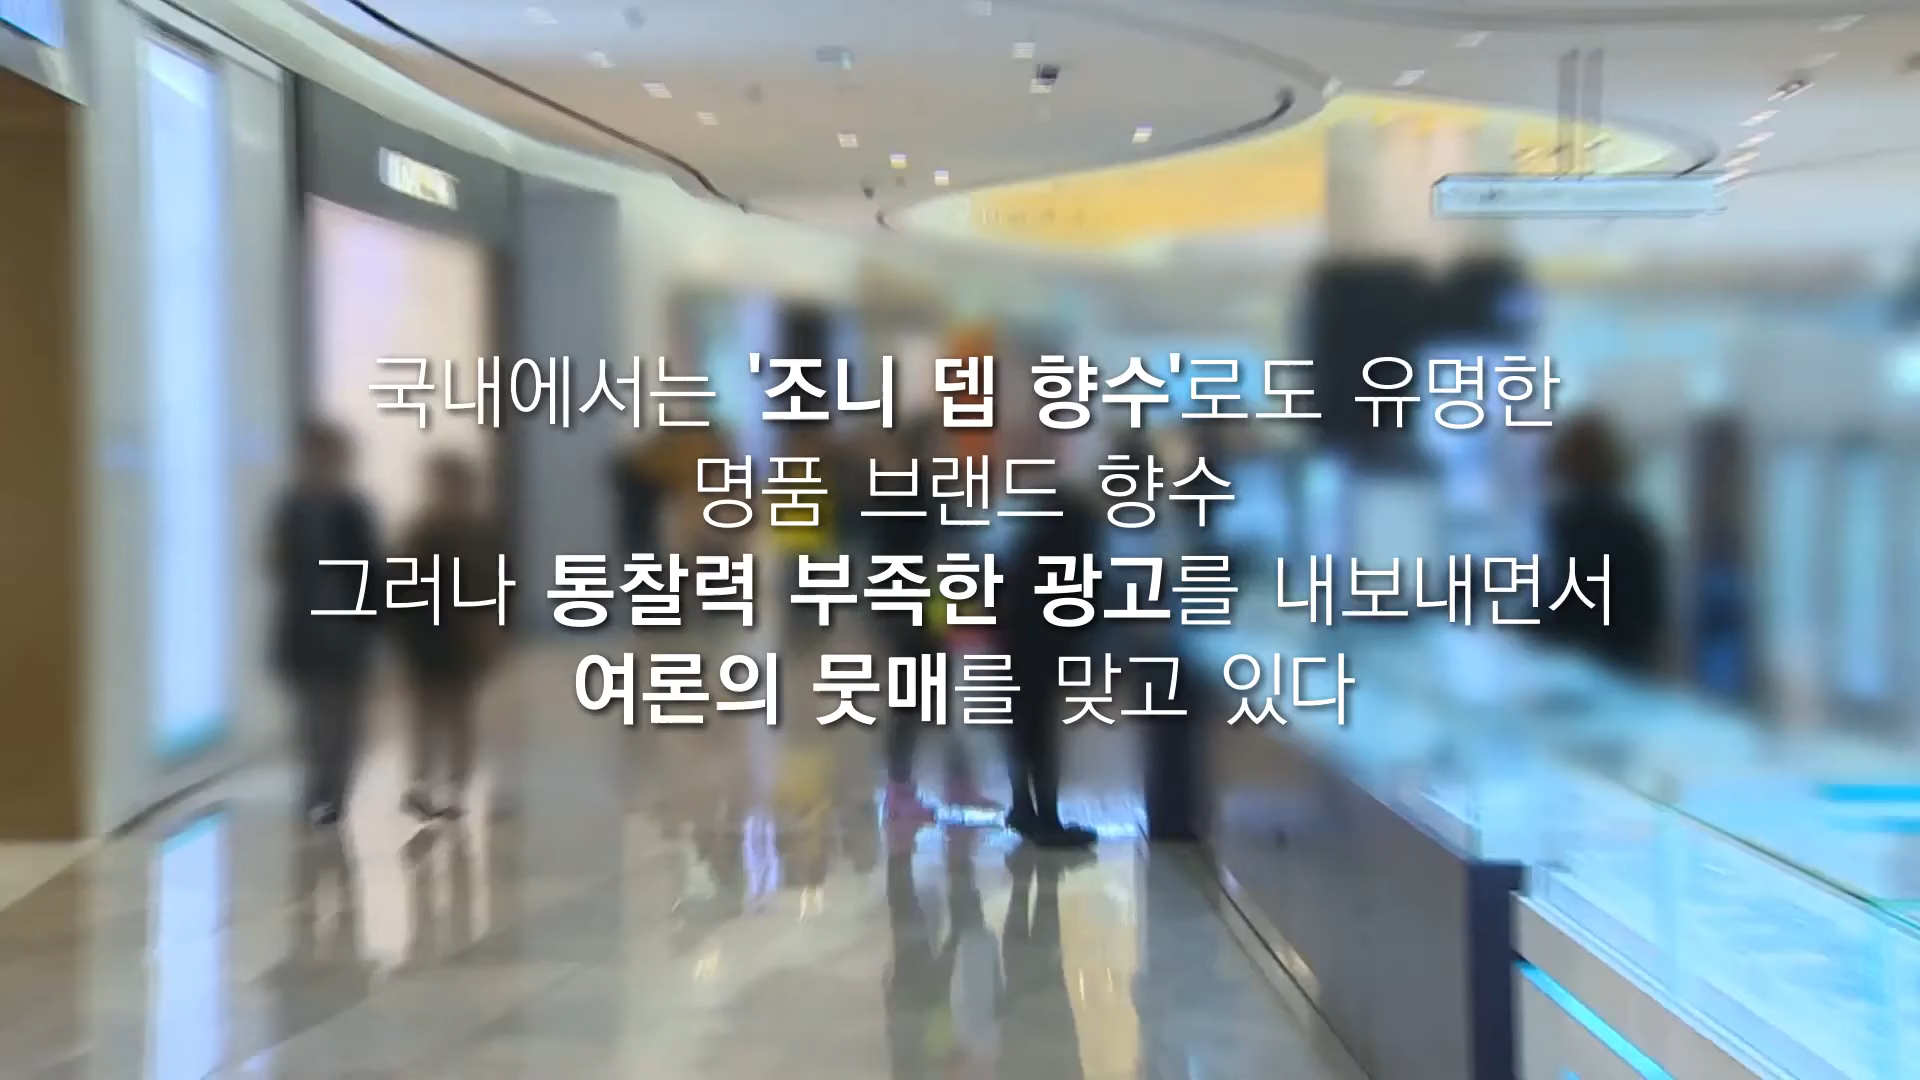 국내에서는 '조니 뎁 향수'로도 유명한
명품 브랜드 향수
그러나 통찰력 부족한 광고를 내보내면서
여론의 뭇매를 맞고 있다